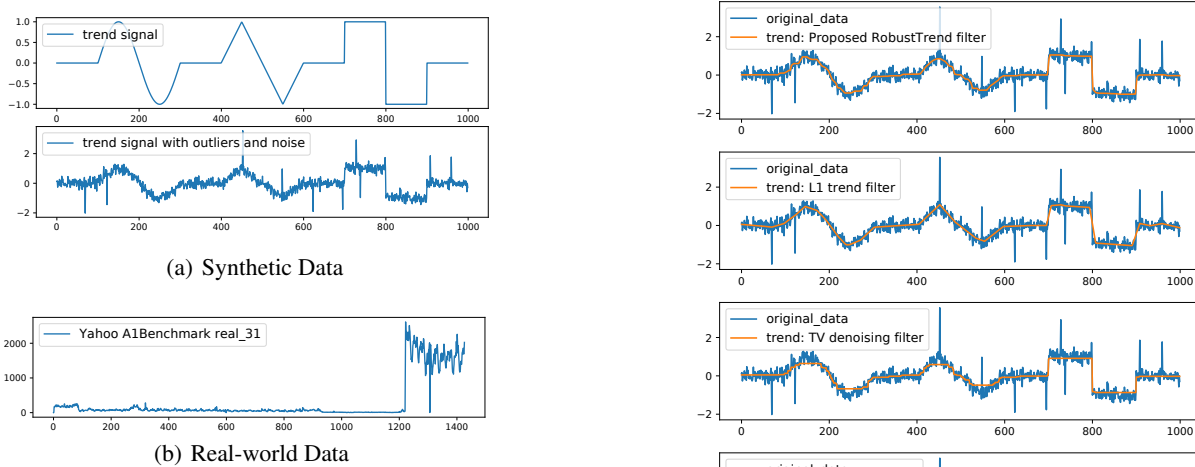 1.0
0.5
0.0
−0.5
−1.0
trend signal
0 200 400 600 800 1000
2
0
−2
trend signal with outliers and noise
0 200 400 600 800 1000
(a) Synthetic Data
2000
1000
0
Yahoo A1Benchmark real_31
0 200 400 600 800 1000 1200 1400
(b) Real-world Data
2
0
−2
original_data
trend: Proposed RobustTrend filter
0 200 400 600 800 1000
2
0
−2
original_data
trend: L1 trend filter
0 200 400 600 800 1000
2
0
−2
original_data
trend: TV denoising filter
0 200 400 600 800 1000